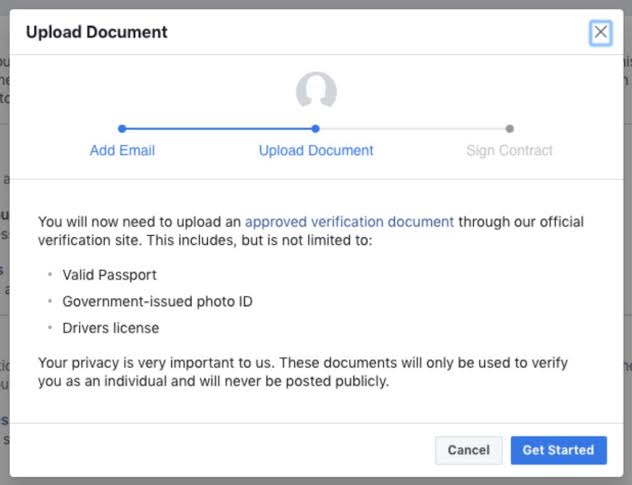 Upload Document
Add Email
Upload Document
Sign Contract
You will now need to upload an approved verification document through our official
verification site. This includes, but is not limited to:
• Valid Passport
• Government-issued photo ID
• Drivers license
Your privacy is very important to us. These documents will only be used to verify
you as an individual and will never be posted publicly.
Cancel
Get Started